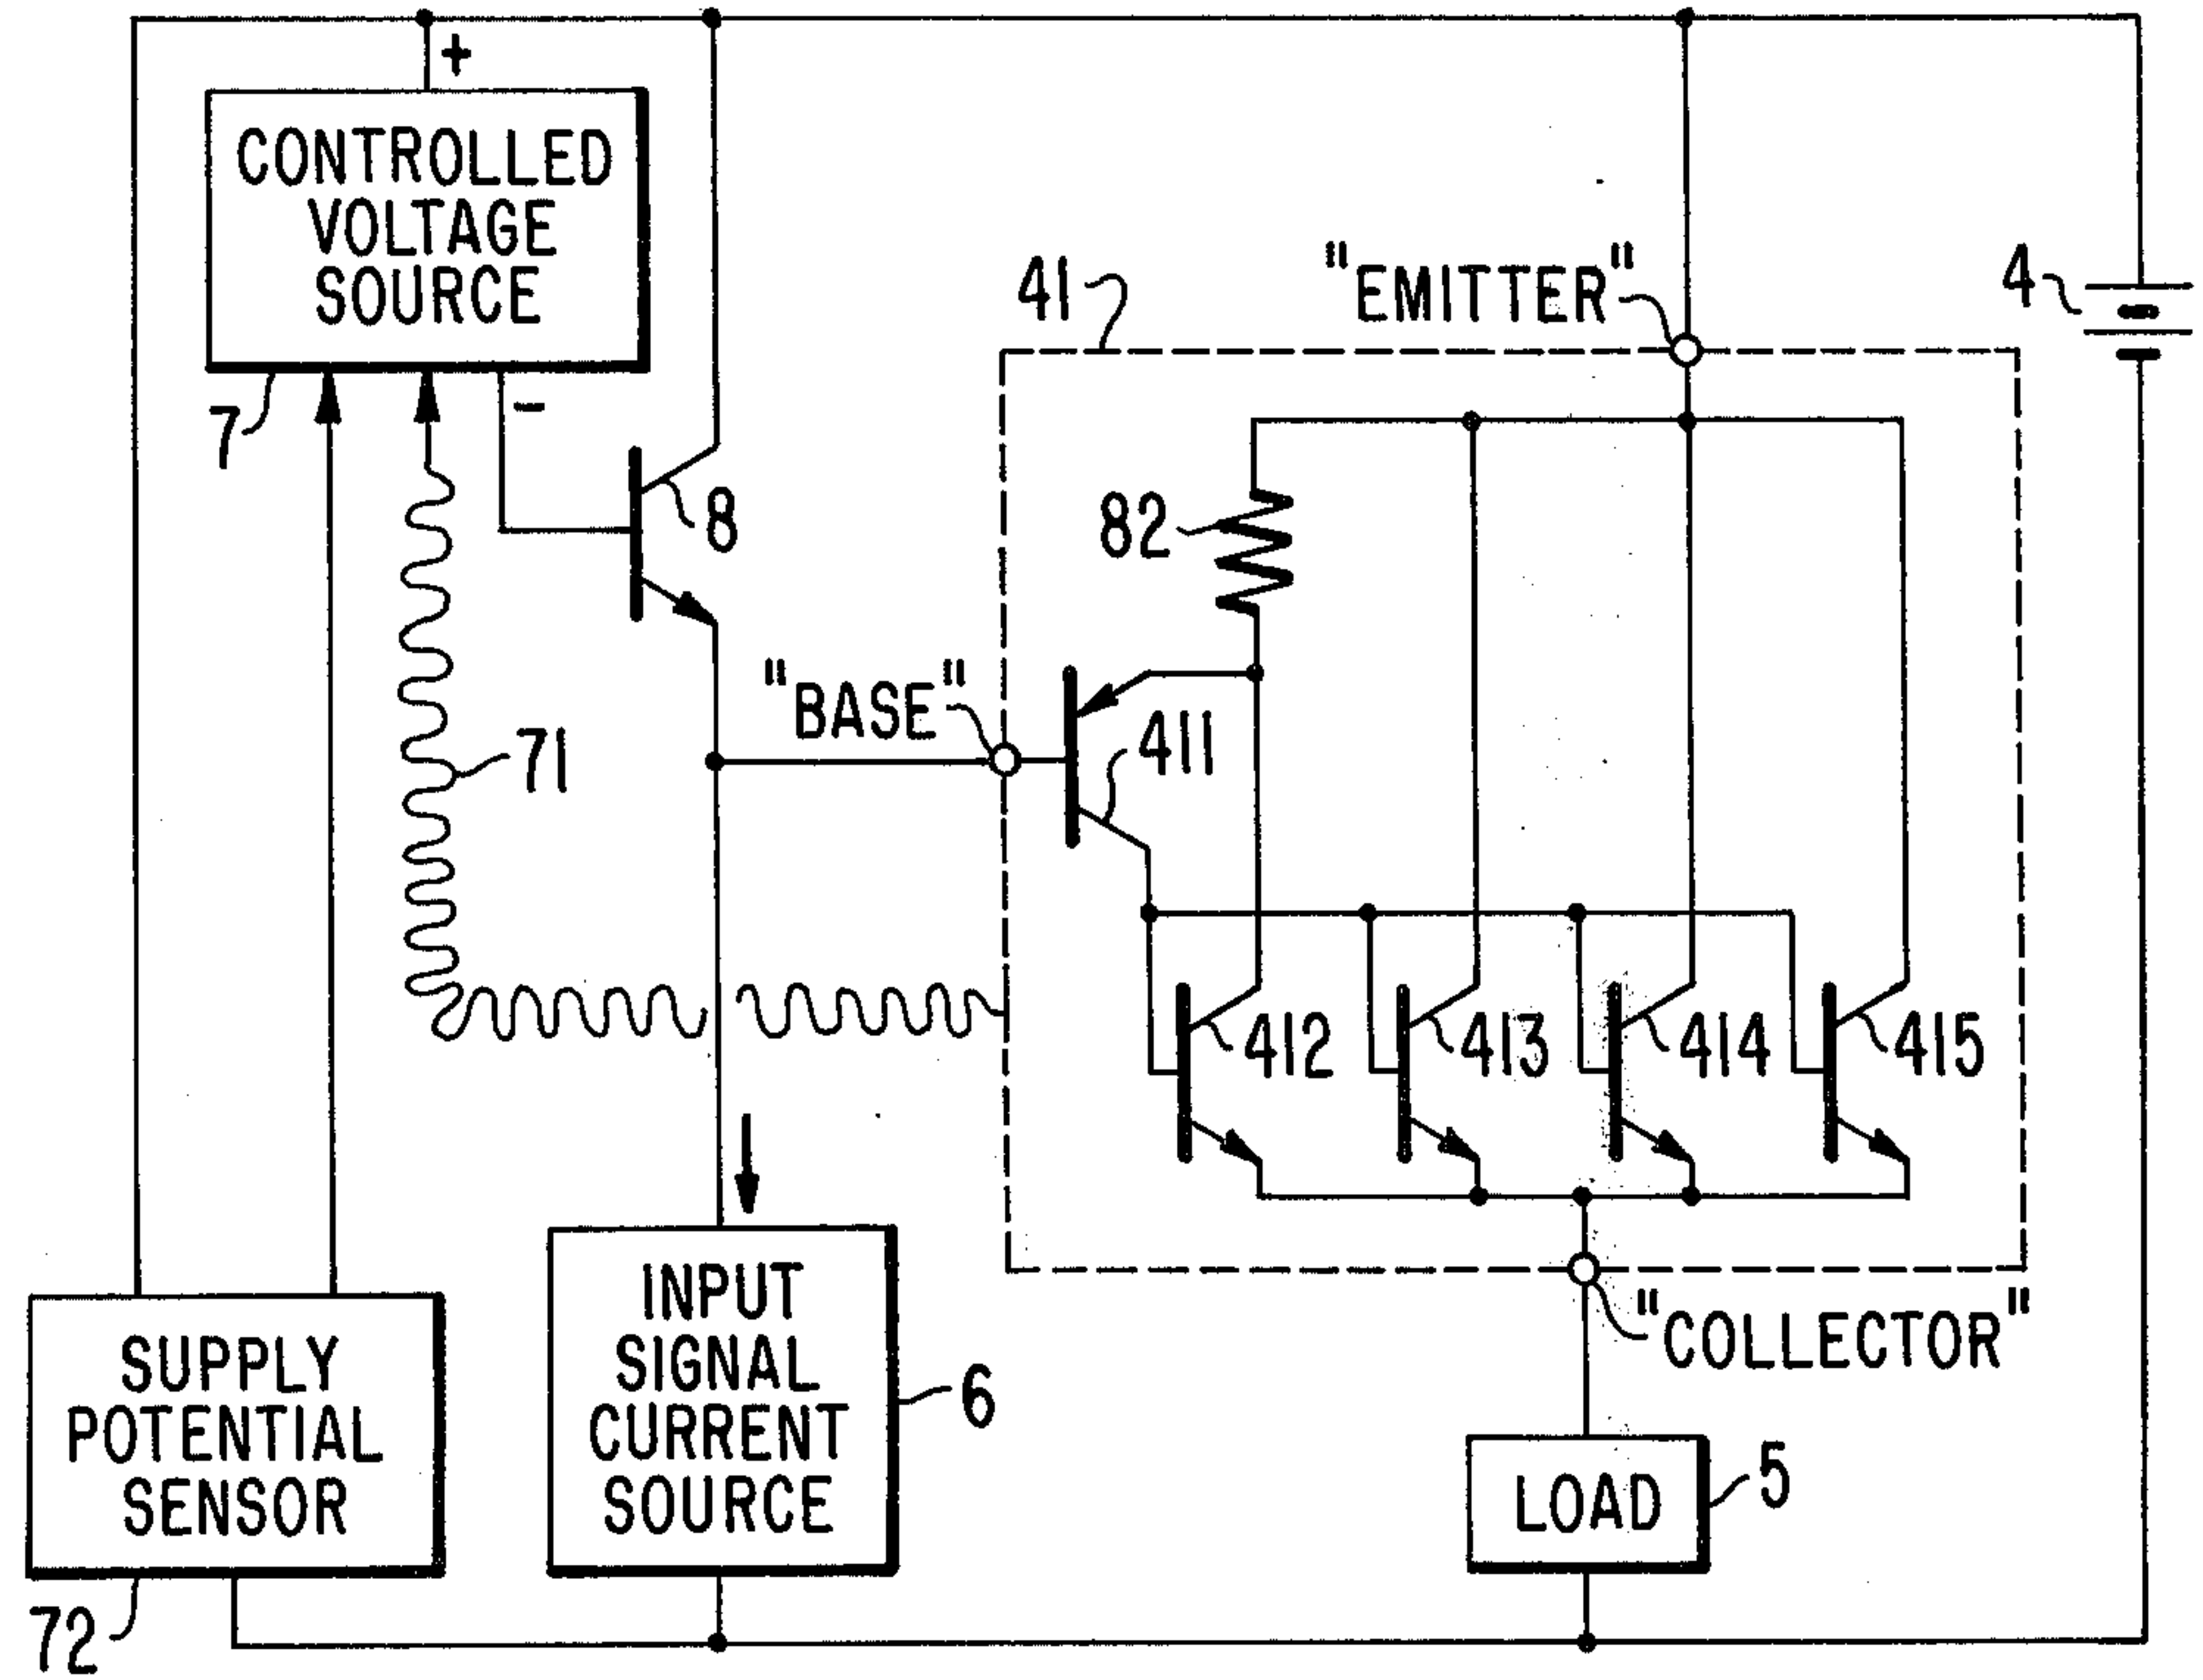 +
CONTROLLED
VOLTAGE
SOURCE
7
-
8
41
"EMITTER"
4
82
"BASE"
411
71
412
413
414
415
INPUT
SIGNAL
CURRENT
SOURCE
6
"COLLECTOR"
SUPPLY
POTENTIAL
SENSOR
72
LOAD
5